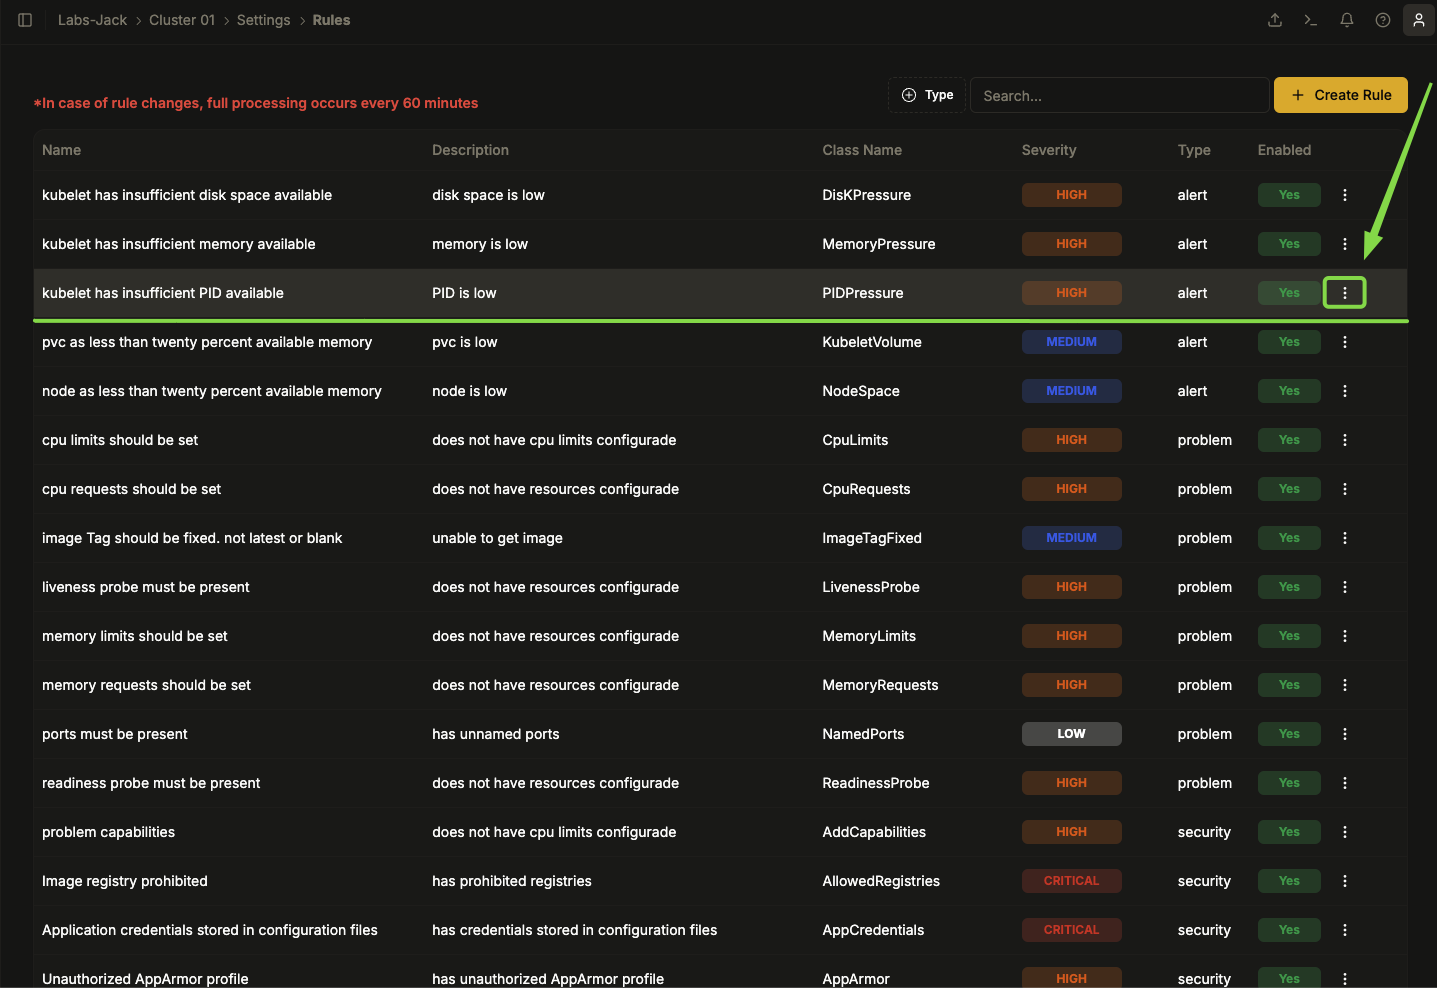 Labs-Jack > Cluster 01 > Settings > Rules
*In case of rule changes, full processing occurs every 60 minutes
Type Search... + Create Rule
Name Description Class Name Severity Type Enabled
kubelet has insufficient disk space available disk space is low DisKPressure HIGH alert Yes
kubelet has insufficient memory available memory is low MemoryPressure HIGH alert Yes
kubelet has insufficient PID available PID is low PIDPressure HIGH alert Yes
pvc as less than twenty percent available memory pvc is low KubeletVolume MEDIUM alert Yes
node as less than twenty percent available memory node is low NodeSpace MEDIUM alert Yes
cpu limits should be set does not have cpu limits configurade CpuLimits HIGH problem Yes
cpu requests should be set does not have resources configurade CpuRequests HIGH problem Yes
image Tag should be fixed. not latest or blank unable to get image ImageTagFixed MEDIUM problem Yes
liveness probe must be present does not have resources configurade LivenessProbe HIGH problem Yes
memory limits should be set does not have resources configurade MemoryLimits HIGH problem Yes
memory requests should be set does not have resources configurade MemoryRequests HIGH problem Yes
ports must be present has unnamed ports NamedPorts LOW problem Yes
readiness probe must be present does not have resources configurade ReadinessProbe HIGH problem Yes
problem capabilities does not have cpu limits configurade AddCapabilities HIGH security Yes
Image registry prohibited has prohibited registries AllowedRegistries CRITICAL security Yes
Application credentials stored in configuration files has credentials stored in configuration files AppCredentials CRITICAL security Yes
Unauthorized AppArmor profile has unauthorized AppArmor profile AppArmor HIGH security Yes